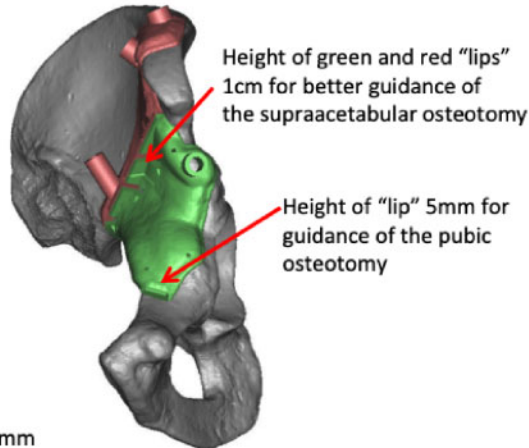 Height of green and red “lips”
1cm for better guidance of
the supraacetabular osteotomy
Height of “lip” 5mm for
guidance of the pubic
osteotomy
mm